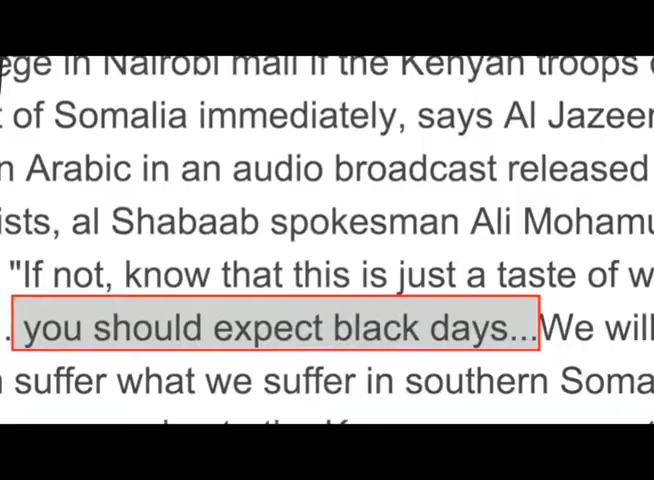 ege in Nairobi mall if the Kenyan troops
t of Somalia immediately, says Al Jazeer
n Arabic in an audio broadcast released
ists, al Shabaab spokesman Ali Mohamu
"If not, know that this is just a taste of w
. you should expect black days...We will
suffer what we suffer in southern Soma